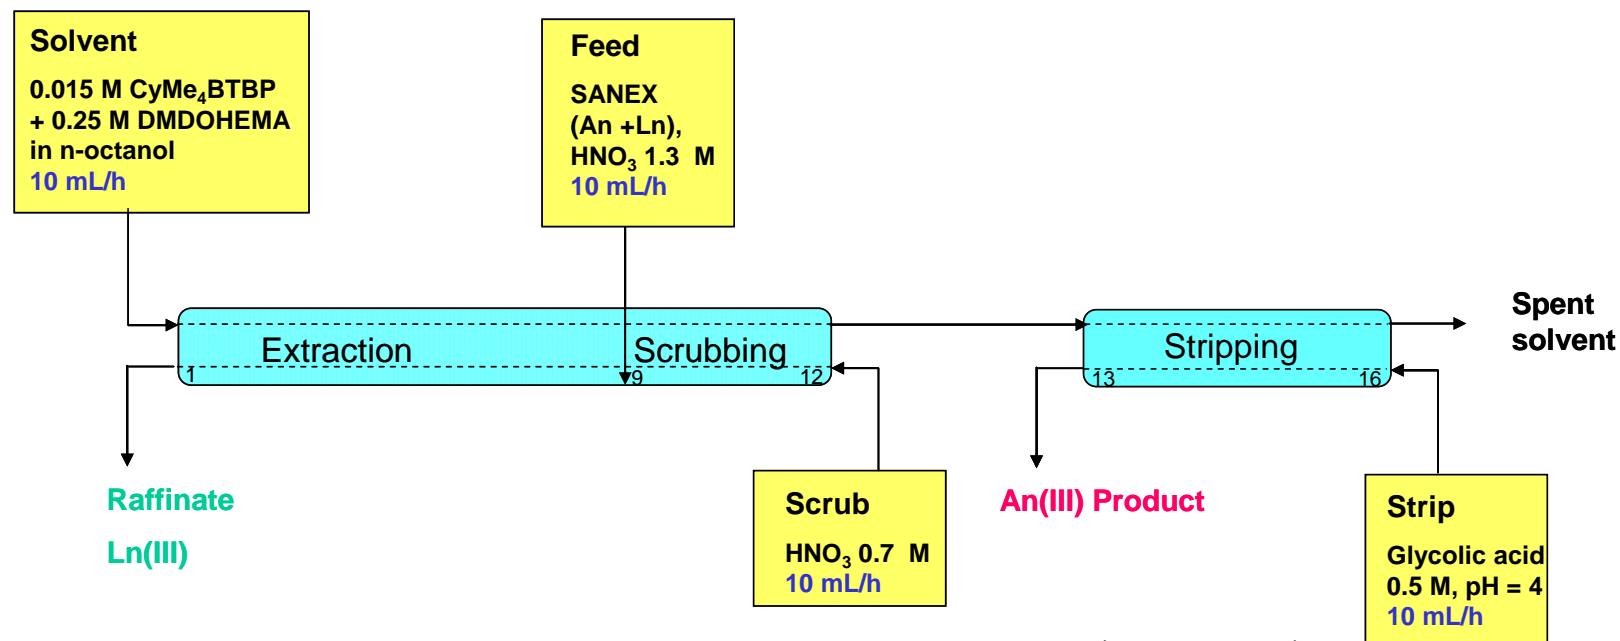 Solvent
0.015 M CyMe₄BTBP
+ 0.25 M DMDOHEMA
in n-octanol
10 mL/h
Feed
SANEX
(An +Ln),
HNO₃ 1.3 M
10 mL/h
Extraction
Scrubbing
1
9
12
Stripping
13
16
Spent
solvent
Raffinate
Ln(III)
Scrub
HNO₃ 0.7 M
10 mL/h
An(III) Product
Strip
Glycolic acid
0.5 M, pH = 4
10 mL/h